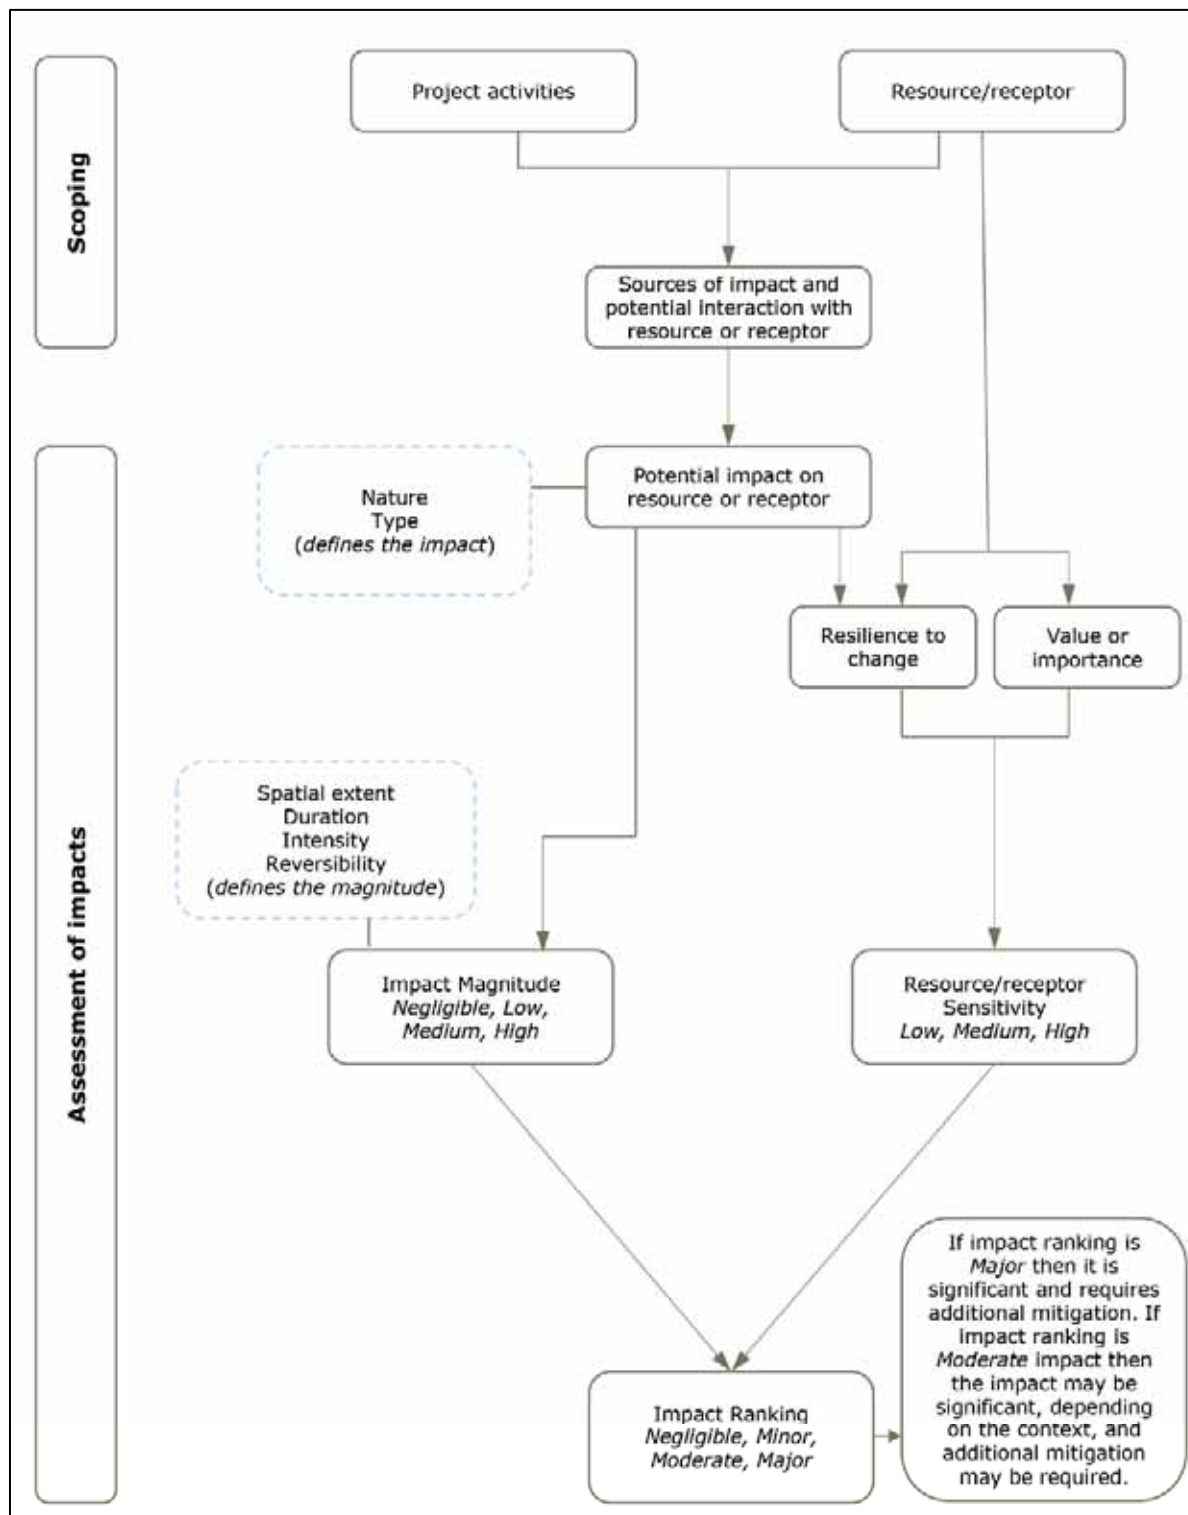 Scoping
Project activities
Resource/receptor
Sources of impact and
potential interaction with
resource or receptor
Assessment of impacts
Nature
Type
(defines the impact)
Potential impact on
resource or receptor
Resilience to
change
Value or
importance
Spatial extent
Duration
Intensity
Reversibility
(defines the magnitude)
Impact Magnitude
Negligible, Low,
Medium, High
Resource/receptor
Sensitivity
Low, Medium, High
Impact Ranking
Negligible, Minor,
Moderate, Major
If impact ranking is
Major then it is
significant and requires
additional mitigation. If
impact ranking is
Moderate impact then
the impact may be
significant, depending
on the context, and
additional mitigation
may be required.